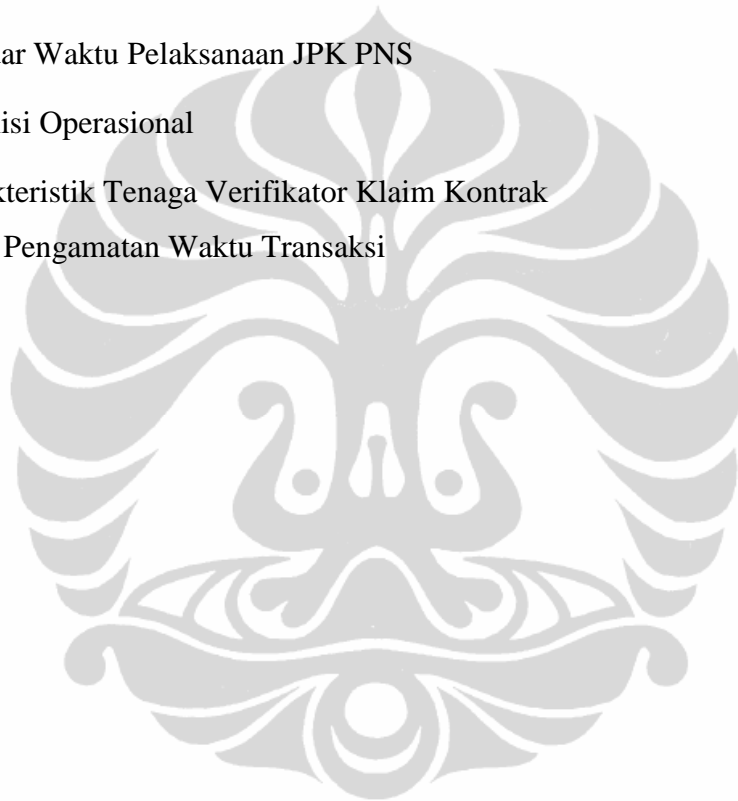 ar Waktu Pelaksanaan JPK PNS
isi Operasional
kteristik Tenaga Verifikator Klaim Kontrak
Pengamatan Waktu Transaksi